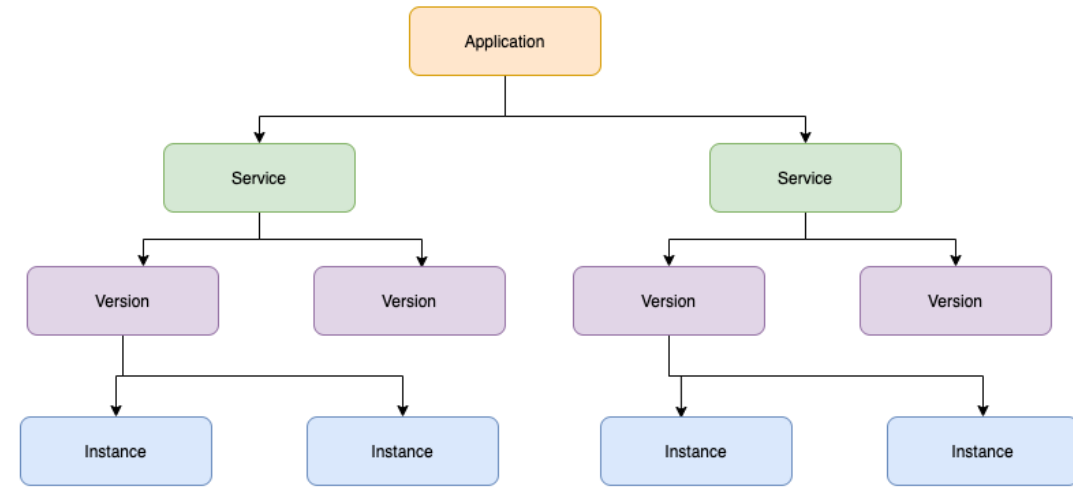 Application
Service
Service
Version
Version
Version
Version
Instance
Instance
Instance
Instance